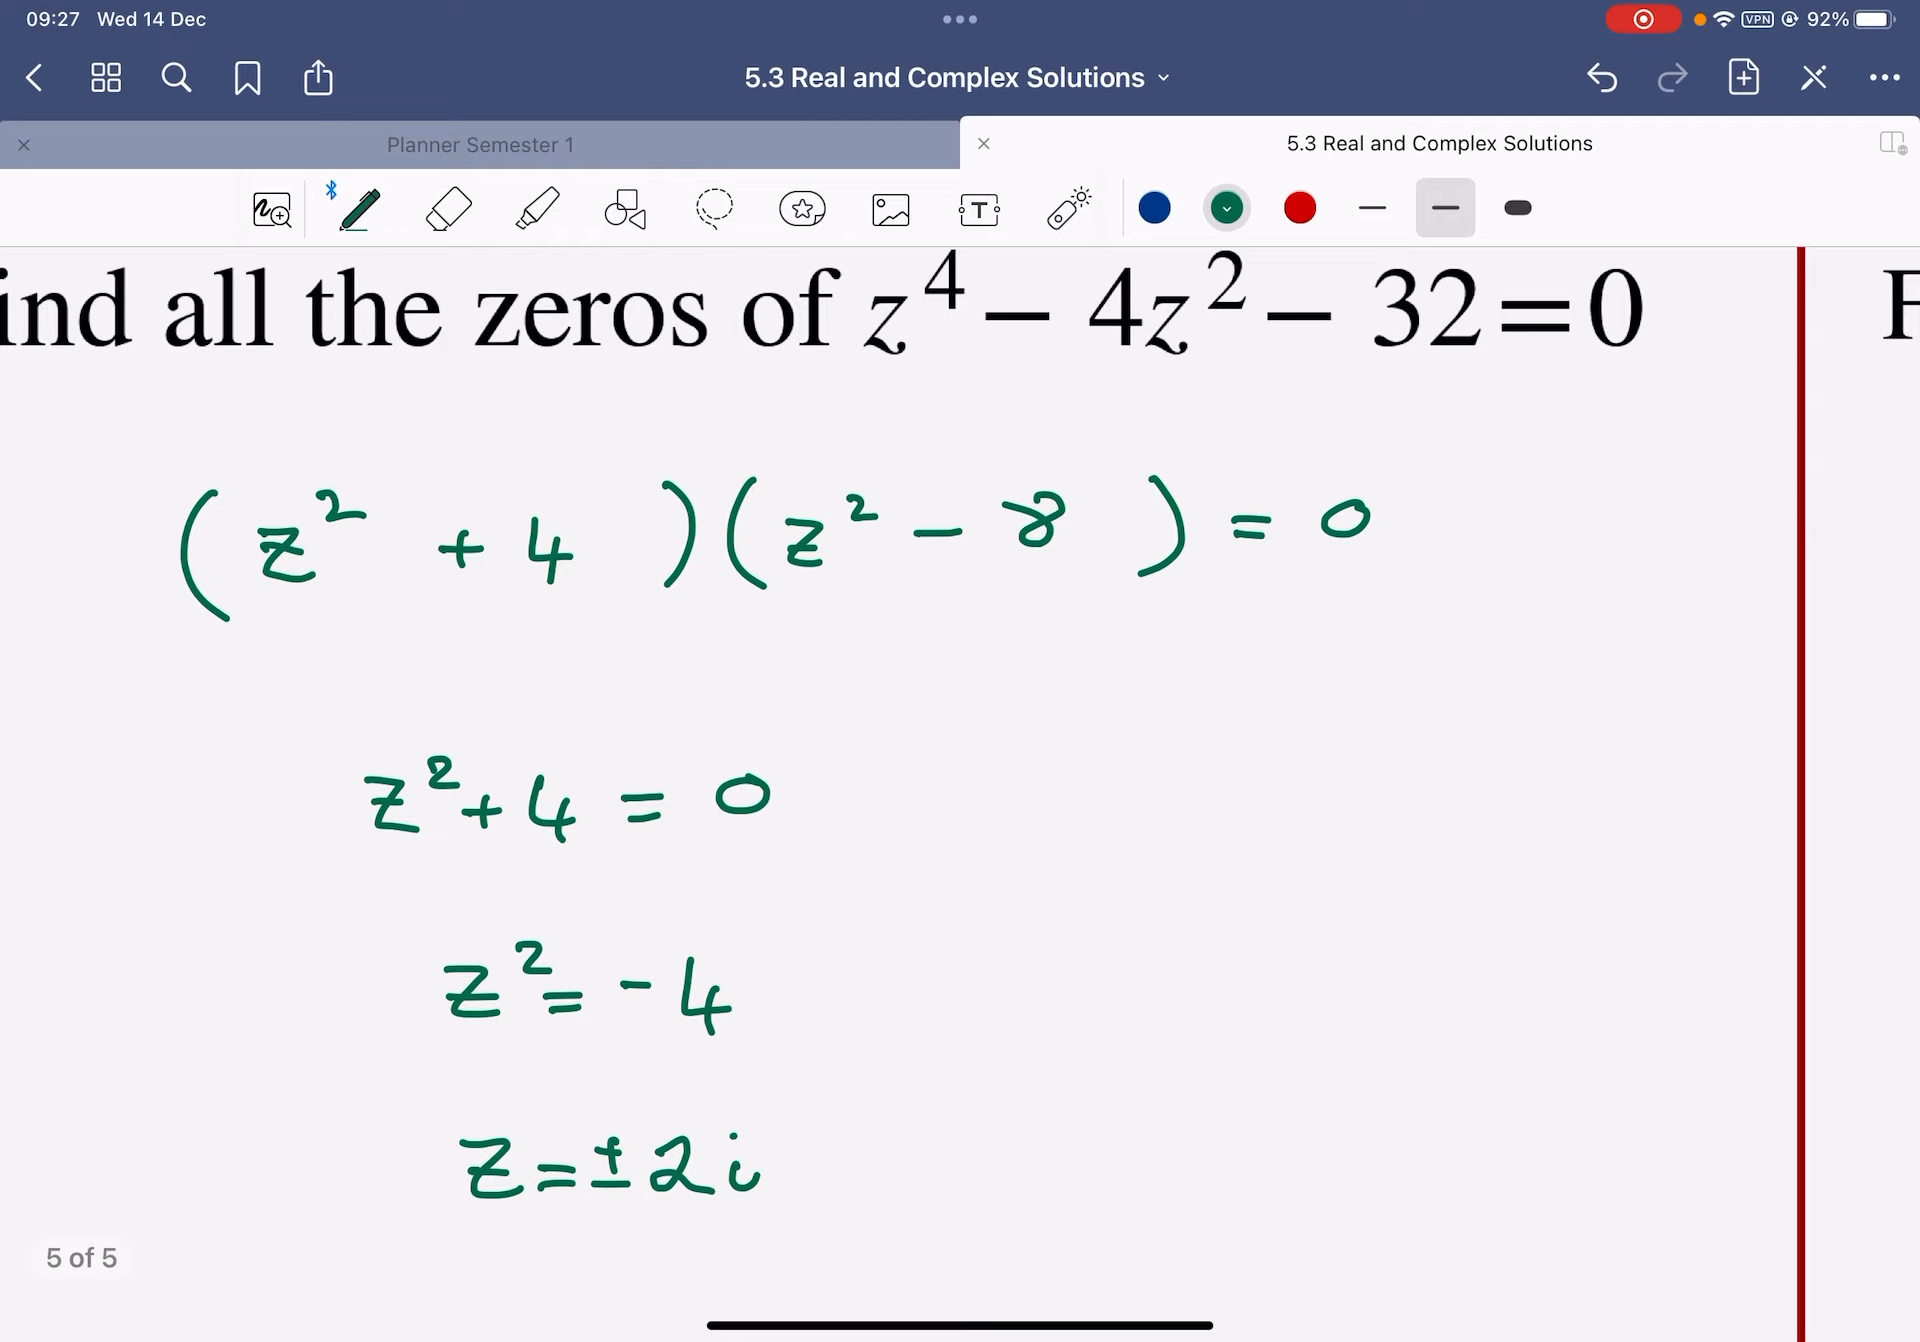 09:27 Wed 14 Dec
VPN 92%
5.3 Real and Complex Solutions
Planner Semester 1
5.3 Real and Complex Solutions
T
ind all the zeros of z⁴ − 4z² − 32 = 0
F
(z² + 4)(z² − 8) = 0
z² + 4 = 0
z² = -4
z = ±2i
5 of 5